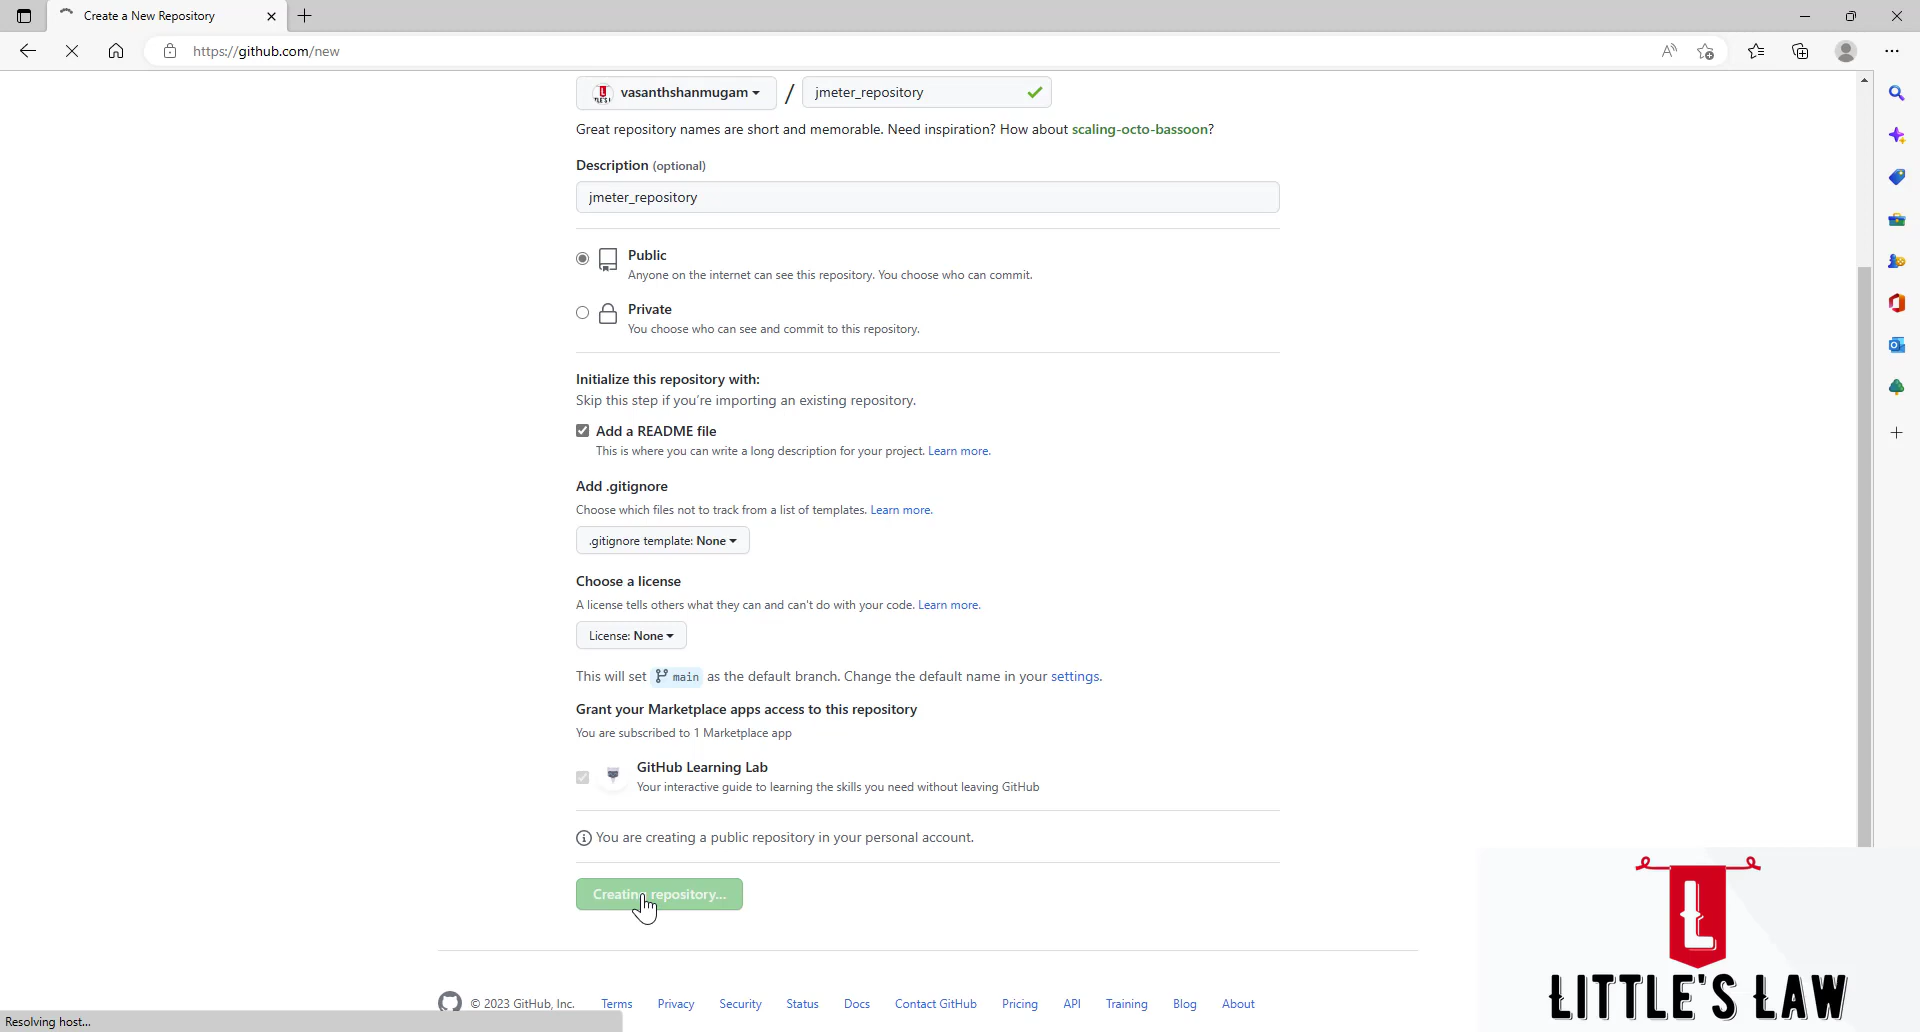 Create a New Repository
https://github.com/new
vasanthshanmugam / jmeter_repository
Great repository names are short and memorable. Need inspiration? How about scaling-octo-bassoon?
Description (optional)
jmeter_repository
Public
Anyone on the internet can see this repository. You choose who can commit.
Private
You choose who can see and commit to this repository.
Initialize this repository with:
Skip this step if you're importing an existing repository.
Add a README file
This is where you can write a long description for your project. Learn more.
Add .gitignore
Choose which files not to track from a list of templates. Learn more.
.gitignore template: None
Choose a license
A license tells others what they can and can't do with your code. Learn more.
License: None
This will set main as the default branch. Change the default name in your settings.
Grant your Marketplace apps access to this repository
You are subscribed to 1 Marketplace app
GitHub Learning Lab
Your interactive guide to learning the skills you need without leaving GitHub
You are creating a public repository in your personal account.
Creating repository...
© 2023 GitHub, Inc. Terms Privacy Security Status Docs Contact GitHub Pricing API Training Blog About
Resolving host...
L
LITTLE'S LAW